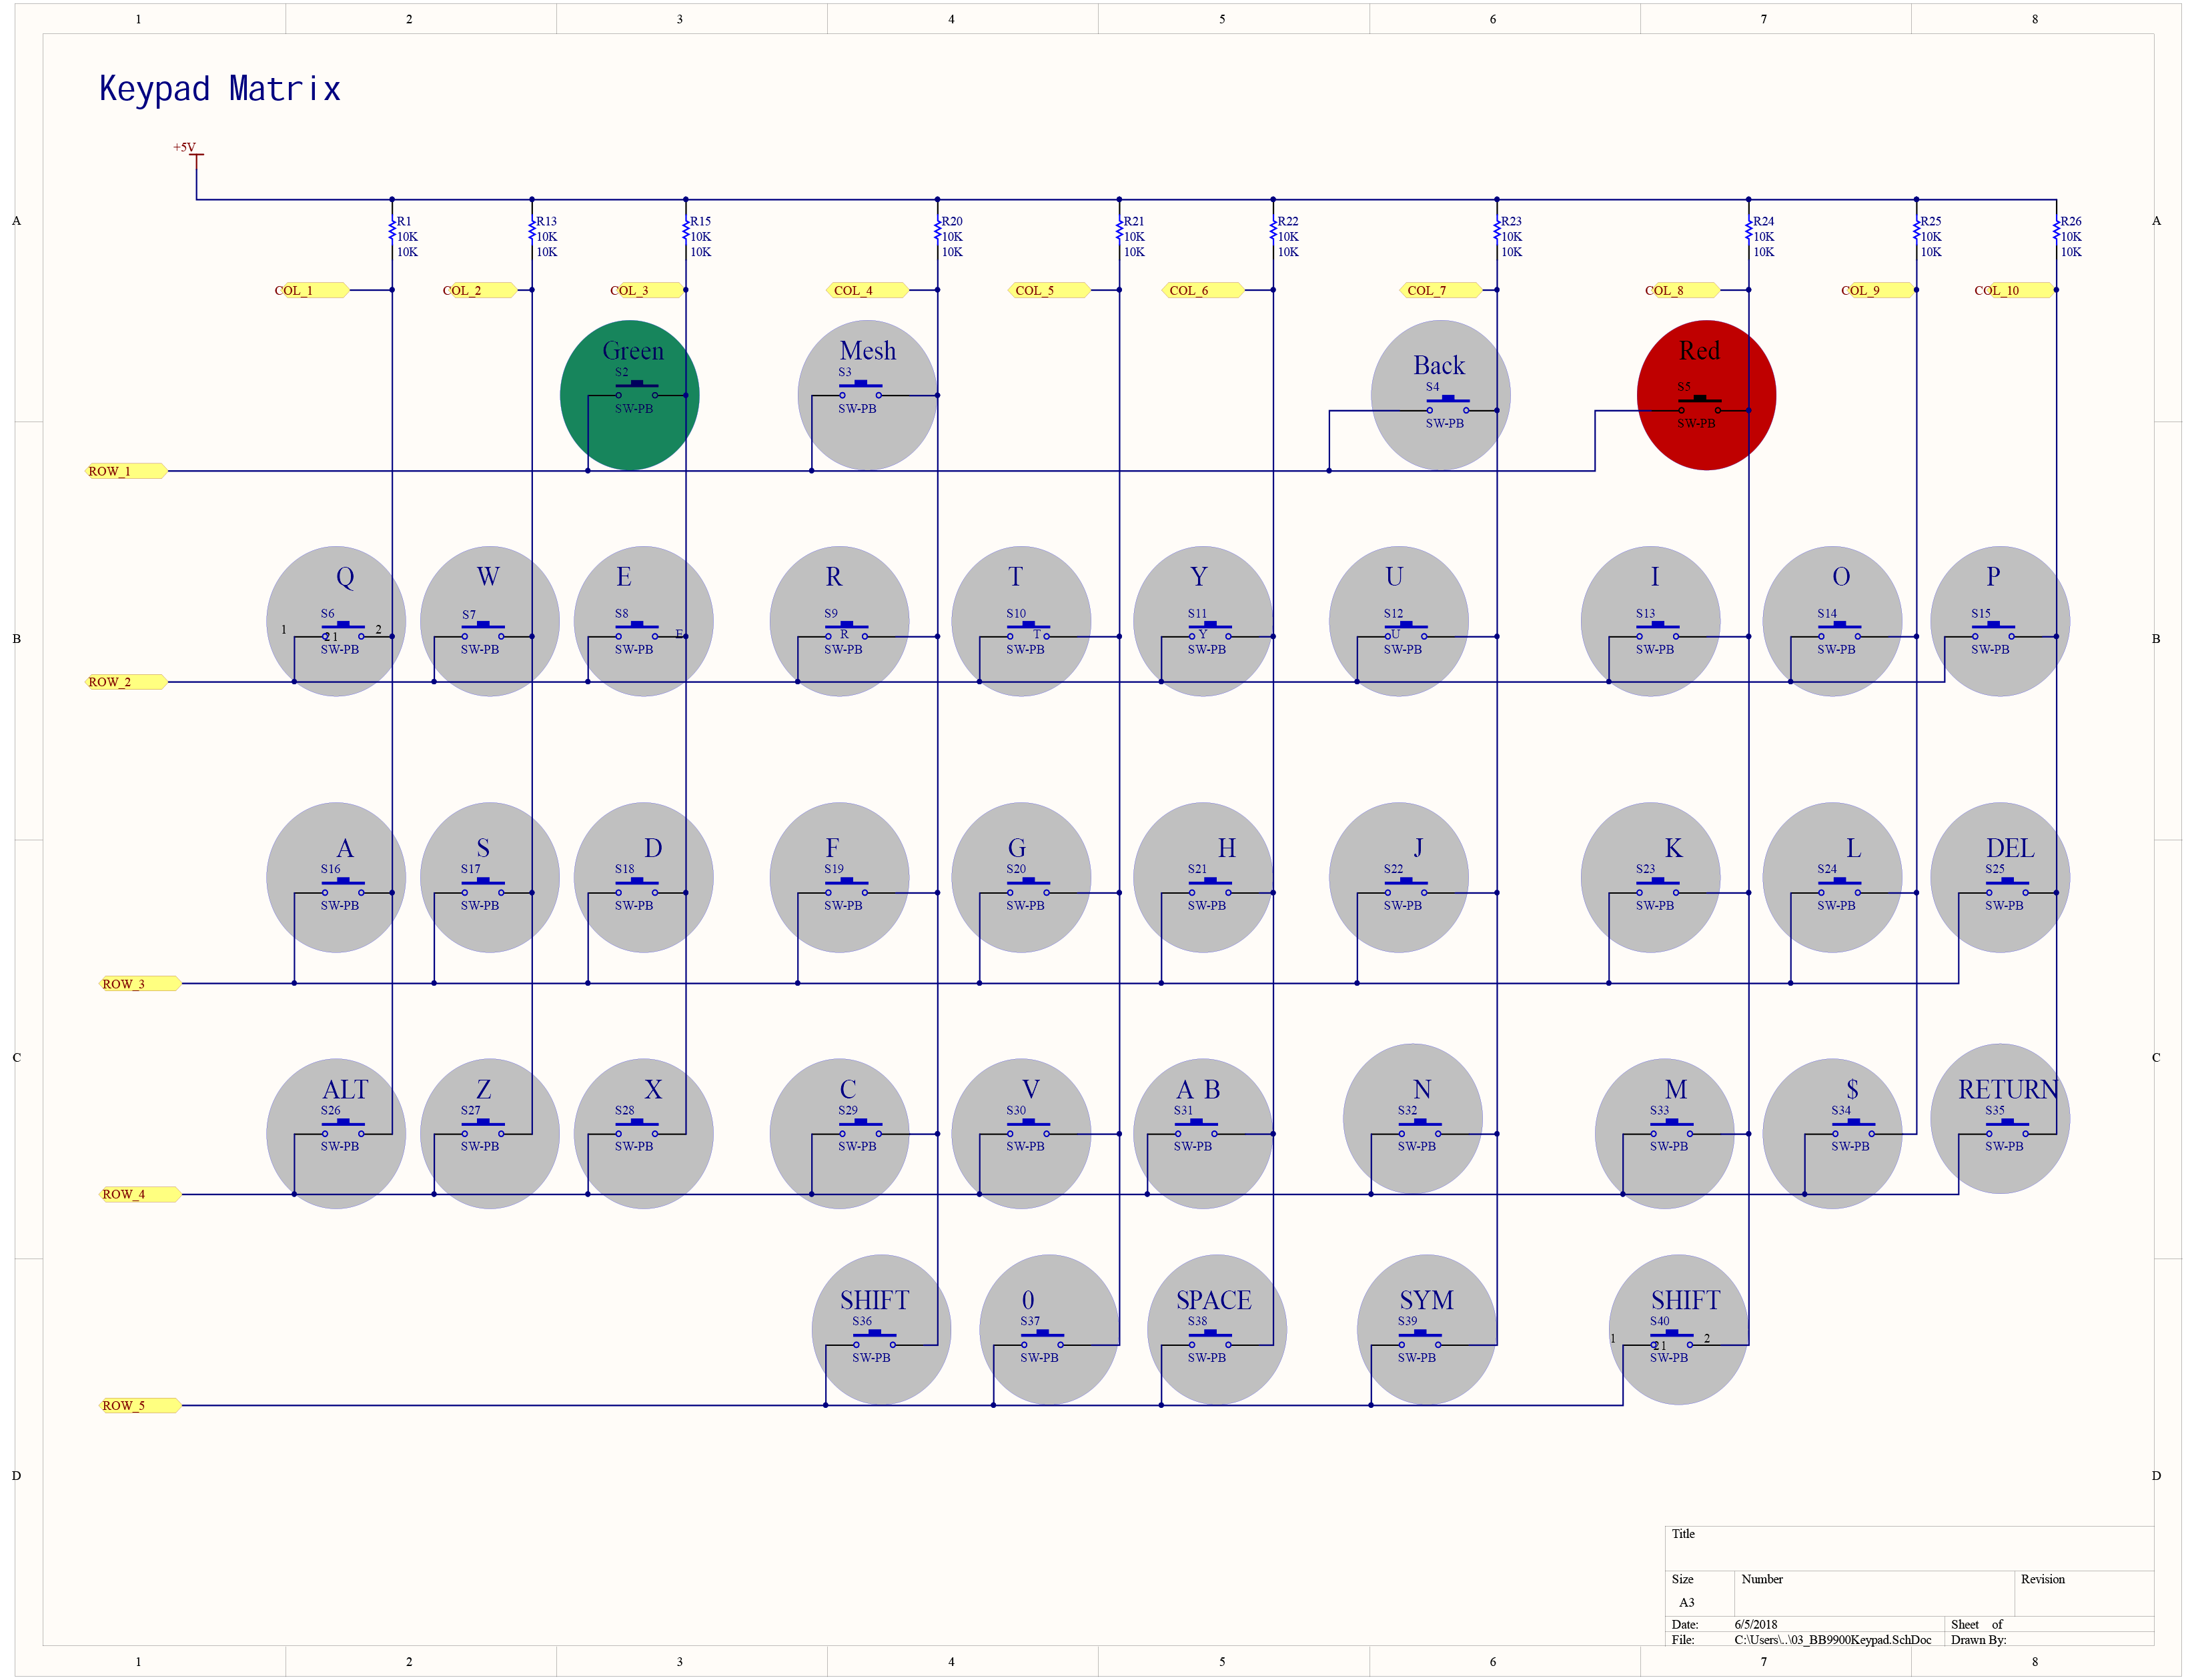 1 2 3 4 5 6 7 8
Keypad Matrix
+5V
A A
R1 R13 R15 R20 R21 R22 R23 R24 R25 R26
10K 10K 10K 10K 10K 10K 10K 10K 10K 10K
10K 10K 10K 10K 10K 10K 10K 10K 10K 10K
COL_1 COL_2 COL_3 COL_4 COL_5 COL_6 COL_7 COL_8 COL_9 COL_10
Green Mesh Back Red
S2 S3 S4 S5
SW-PB SW-PB SW-PB SW-PB
ROW_1
Q W E R T Y U I O P
S6 S7 S8 S9 S10 S11 S12 S13 S14 S15
1 21 2 E R T Y U
B B
SW-PB SW-PB SW-PB SW-PB SW-PB SW-PB SW-PB SW-PB SW-PB SW-PB
ROW_2
A S D F G H J K L DEL
S16 S17 S18 S19 S20 S21 S22 S23 S24 S25
SW-PB SW-PB SW-PB SW-PB SW-PB SW-PB SW-PB SW-PB SW-PB SW-PB
ROW_3
C C
ALT Z X C V A B N M $ RETURN
S26 S27 S28 S29 S30 S31 S32 S33 S34 S35
SW-PB SW-PB SW-PB SW-PB SW-PB SW-PB SW-PB SW-PB SW-PB SW-PB
ROW_4
SHIFT 0 SPACE SYM SHIFT
S36 S37 S38 S39 S40
1 21 2
SW-PB SW-PB SW-PB SW-PB SW-PB
ROW_5
D D
Title
Size Number Revision
A3
Date: 6/5/2018 Sheet of
File: C:\Users\..\03_BB9900Keypad.SchDoc Drawn By:
1 2 3 4 5 6 7 8